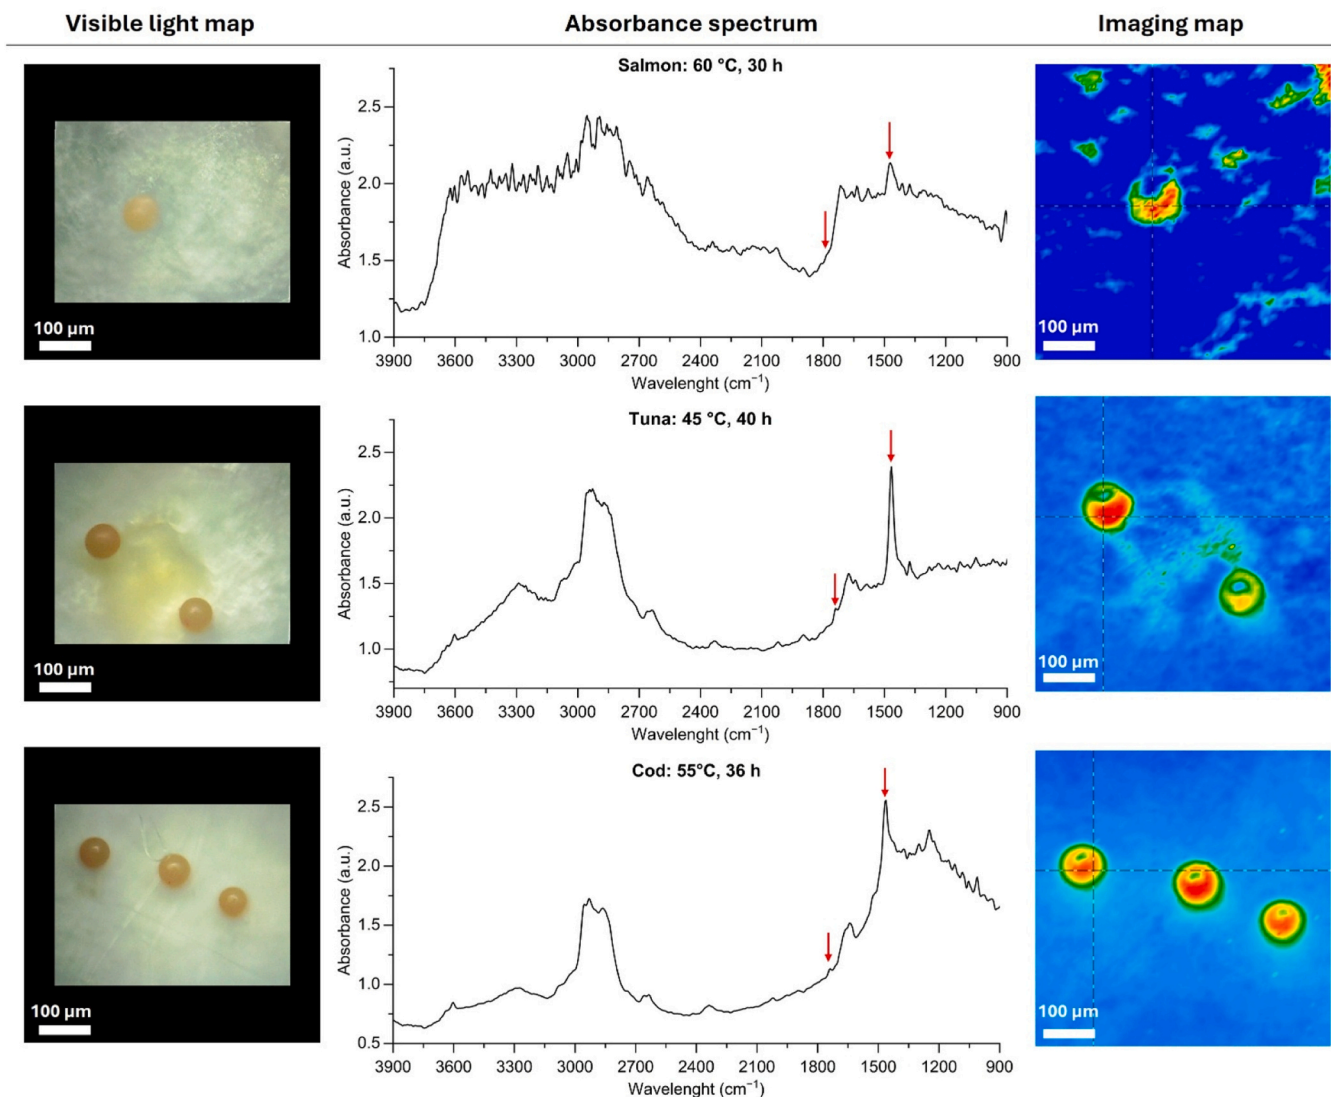 Visible light map
Absorbance spectrum
Imaging map
Salmon: 60 °C, 30 h
100 µm
Absorbance (a.u.)
2.5
2.0
1.5
1.0
3900 3600 3300 3000 2700 2400 2100 1800 1500 1200 900
Wavelenght (cm⁻¹)
100 µm
Tuna: 45 °C, 40 h
100 µm
Absorbance (a.u.)
2.5
2.0
1.5
1.0
3900 3600 3300 3000 2700 2400 2100 1800 1500 1200 900
Wavelenght (cm⁻¹)
100 µm
Cod: 55°C, 36 h
100 µm
Absorbance (a.u.)
2.5
2.0
1.5
1.0
0.5
3900 3600 3300 3000 2700 2400 2100 1800 1500 1200 900
Wavelenght (cm⁻¹)
100 µm